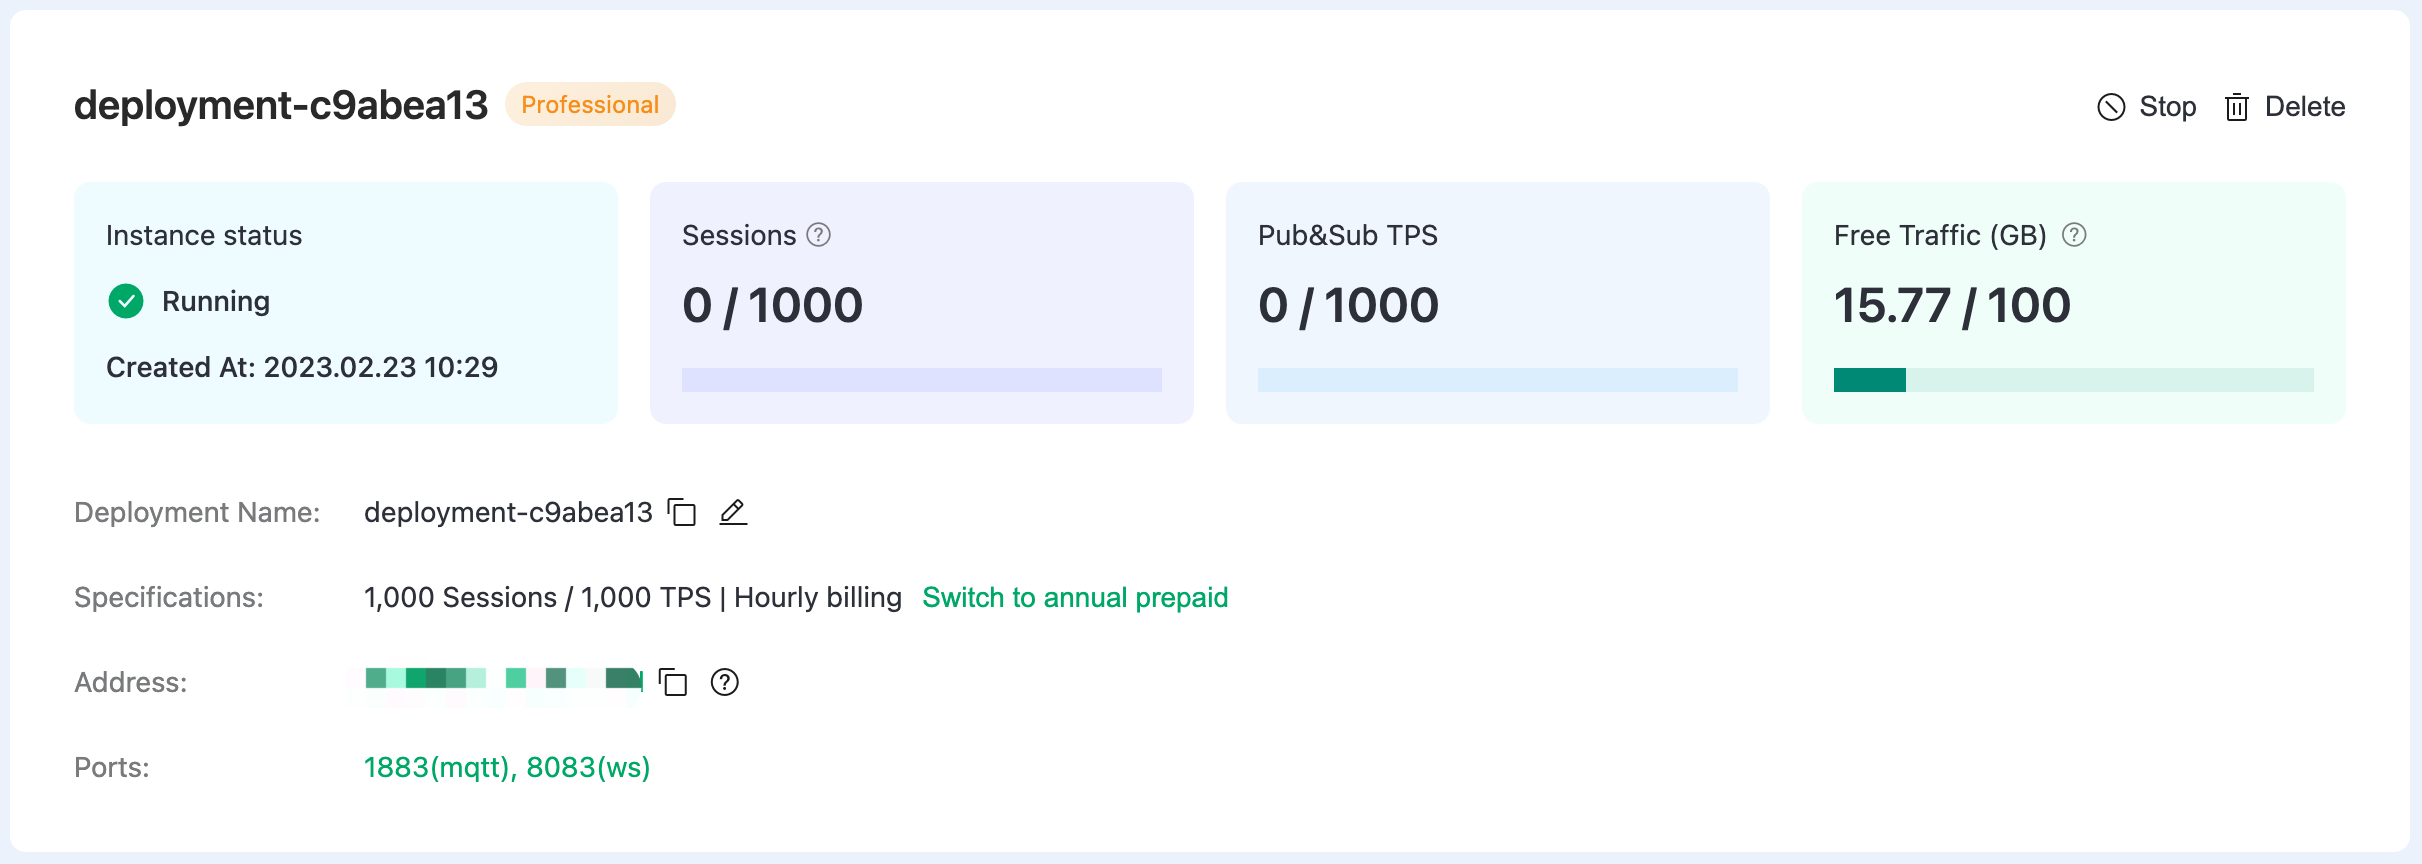 deployment-c9abea13 Professional
Stop Delete
Instance status
Running
Created At: 2023.02.23 10:29
Sessions ?
0 / 1000
Pub&Sub TPS
0 / 1000
Free Traffic (GB) ?
15.77 / 100
Deployment Name: deployment-c9abea13
Specifications: 1,000 Sessions / 1,000 TPS | Hourly billing Switch to annual prepaid
Address: ?
Ports: 1883(mqtt), 8083(ws)